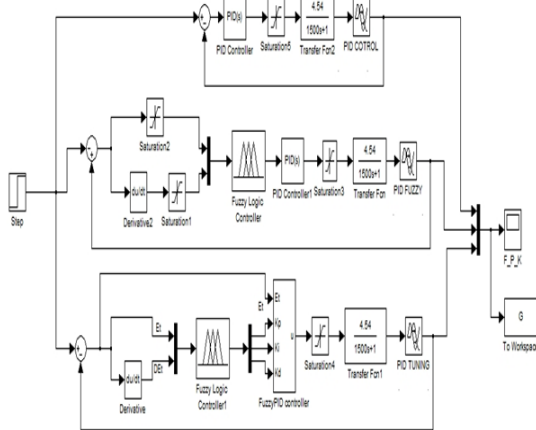 4.54
1500s+1
PID(s)
PID Controller
Saturation5
Transfer Fcn2
PID COTROL
Saturation2
du/dt
Derivative2
Saturation1
Fuzzy Logic
Controller
PID(s)
PID Controller1
Saturation3
4.54
1500s+1
Transfer Fcn
PID FUZZY
Step
F_P_K
G
To Workspace
Et
Et
Kp
Ki
Kd
u
FuzzyPID controller
Et
DEt
du/dt
Derivative
Fuzzy Logic
Controller1
Saturation4
4.54
1500s+1
Transfer Fcn1
PID TUNING